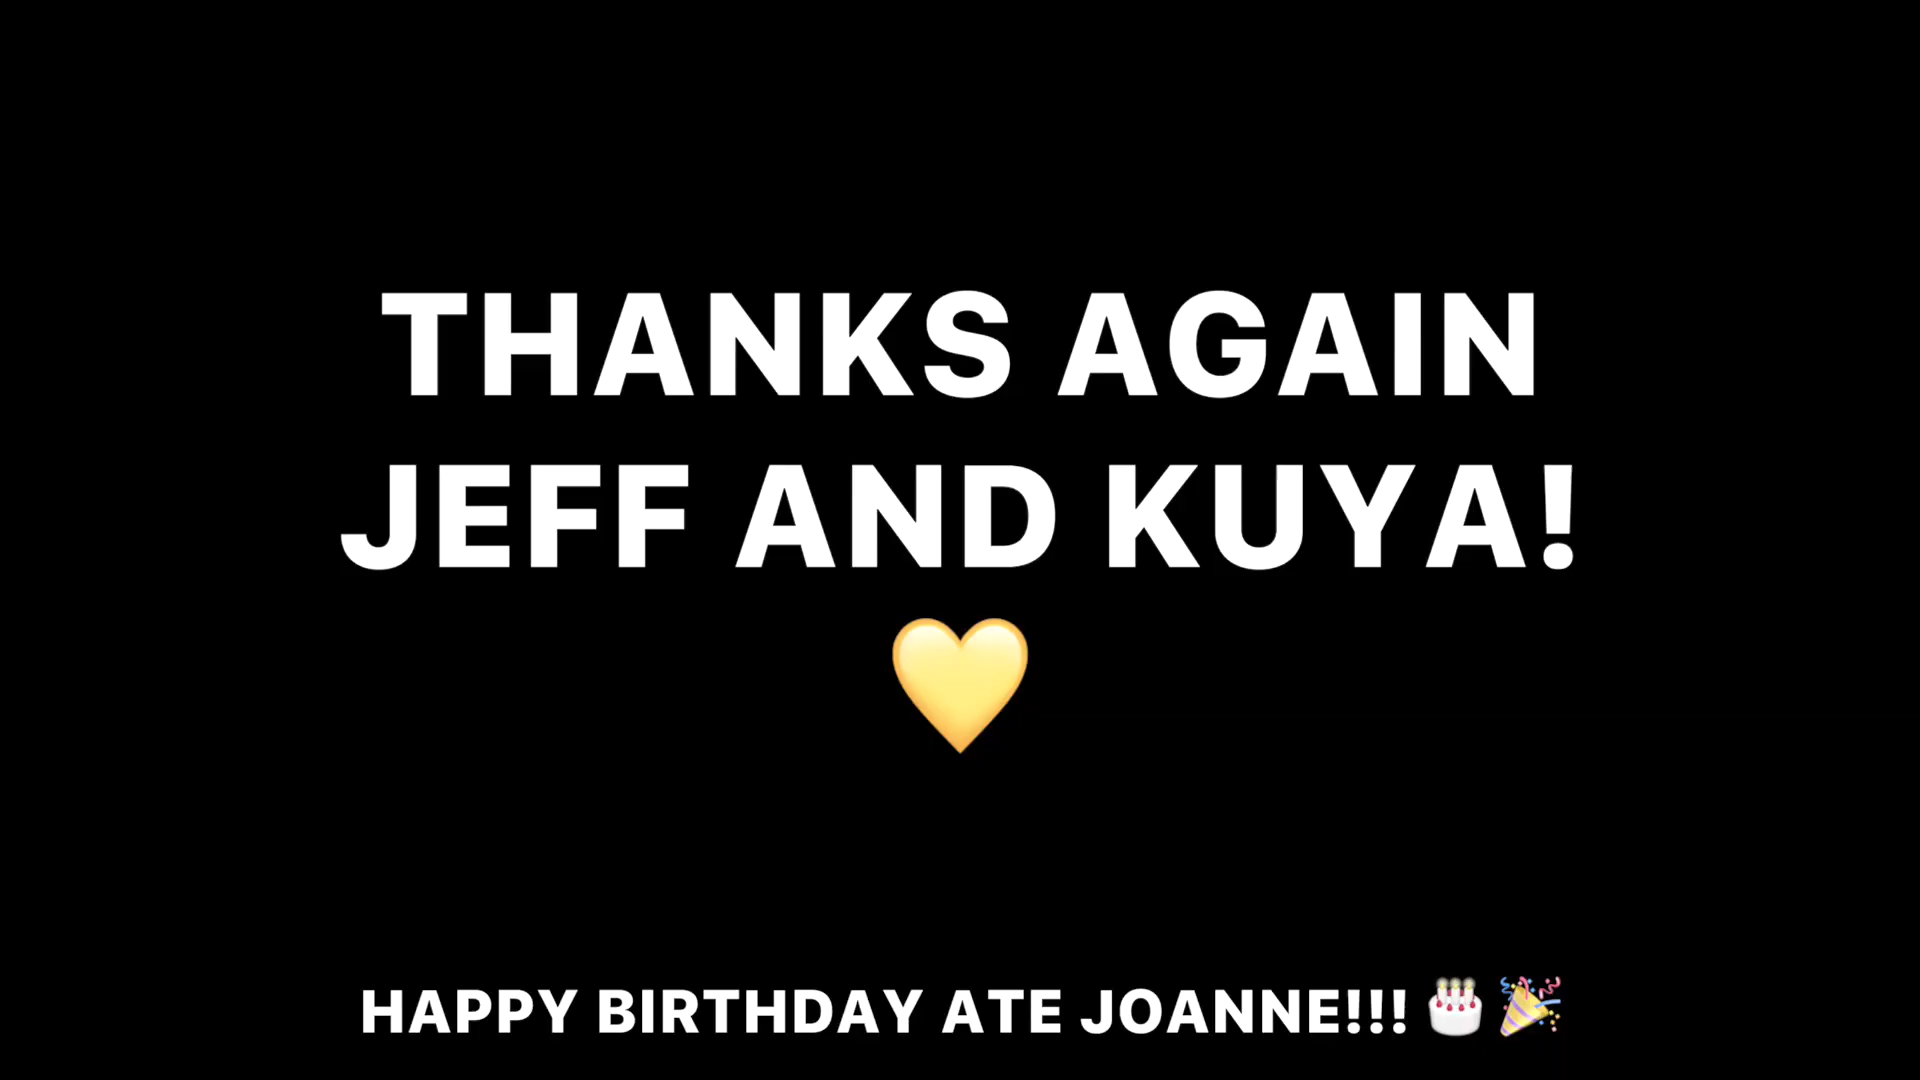 THANKS AGAIN
JEFF AND KUYA!
💛
HAPPY BIRTHDAY ATE JOANNE!!! 🎂 🎉